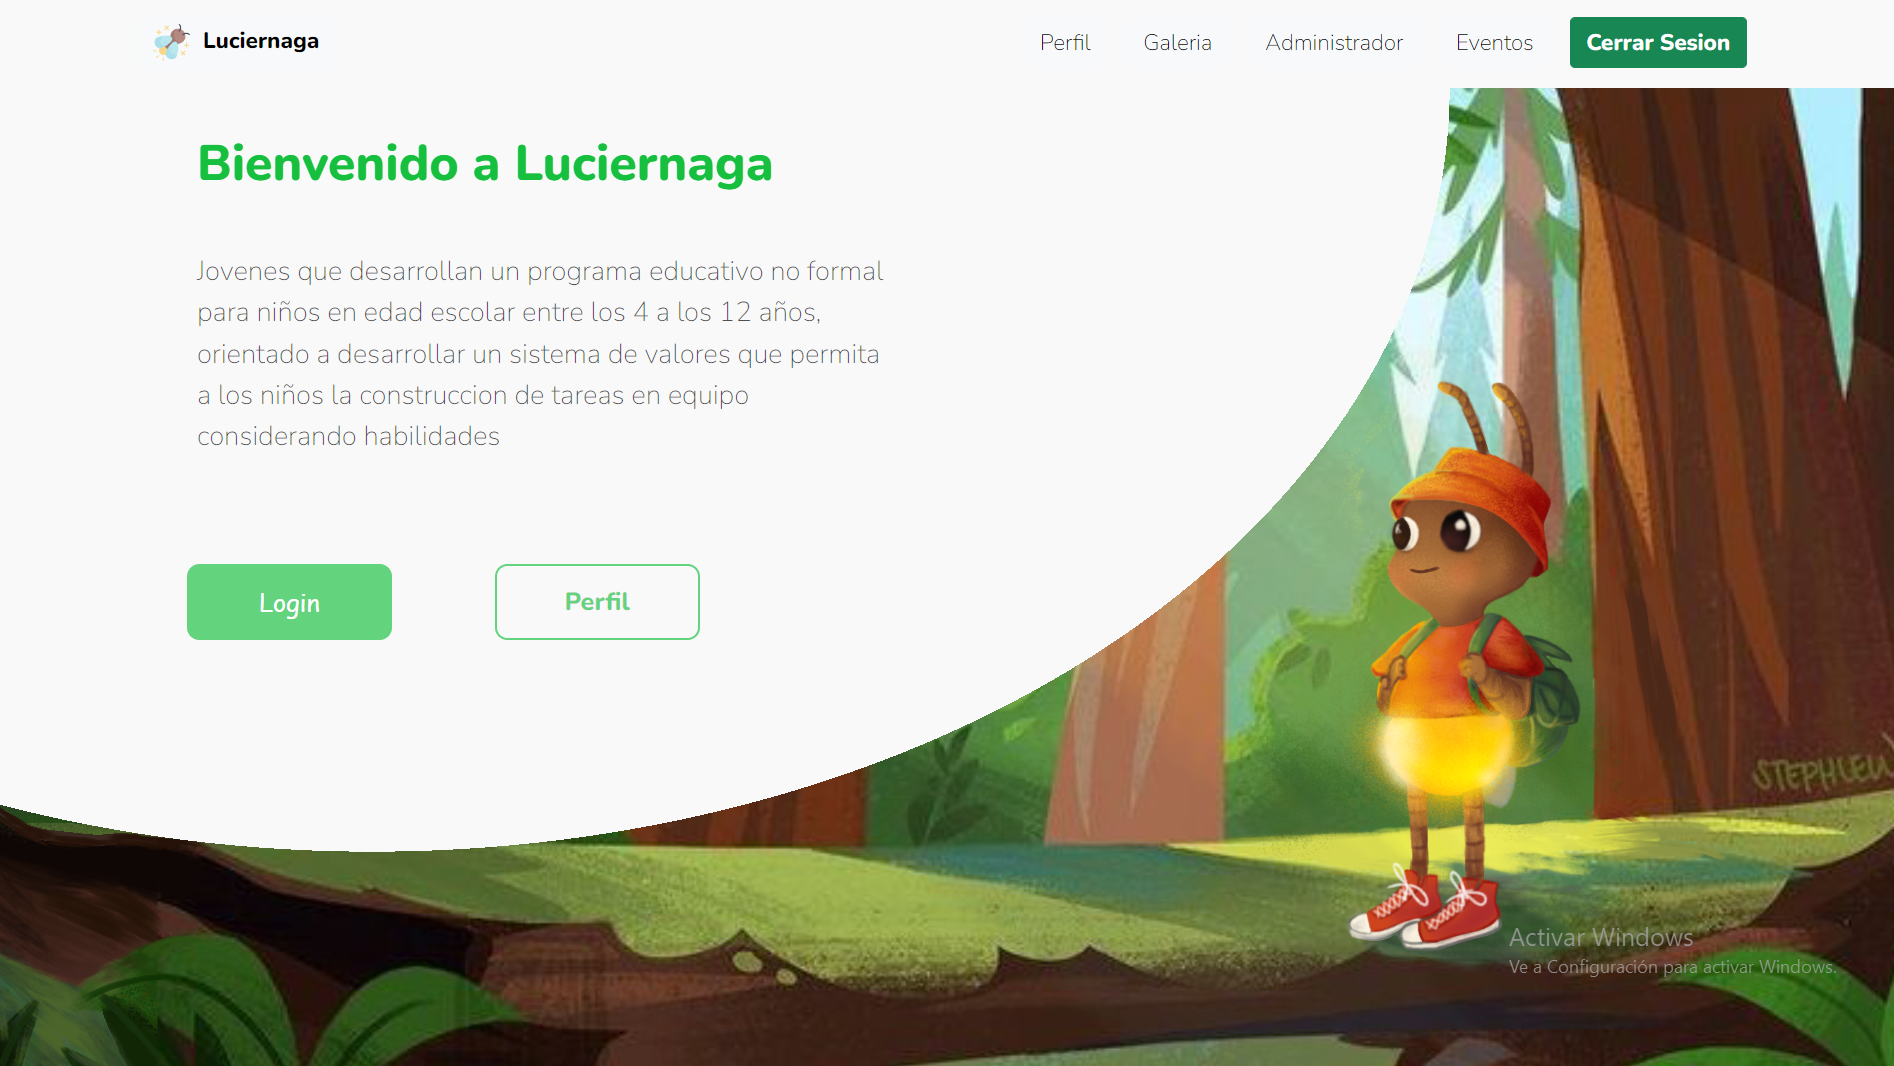 Luciernaga
Perfil
Galeria
Administrador
Eventos
Cerrar Sesion
Bienvenido a Luciernaga
Jovenes que desarrollan un programa educativo no formal
para niños en edad escolar entre los 4 a los 12 años,
orientado a desarrollar un sistema de valores que permita
a los niños la construccion de tareas en equipo
considerando habilidades
Login
Perfil
Activar Windows
Ve a Configuración para activar Windows.